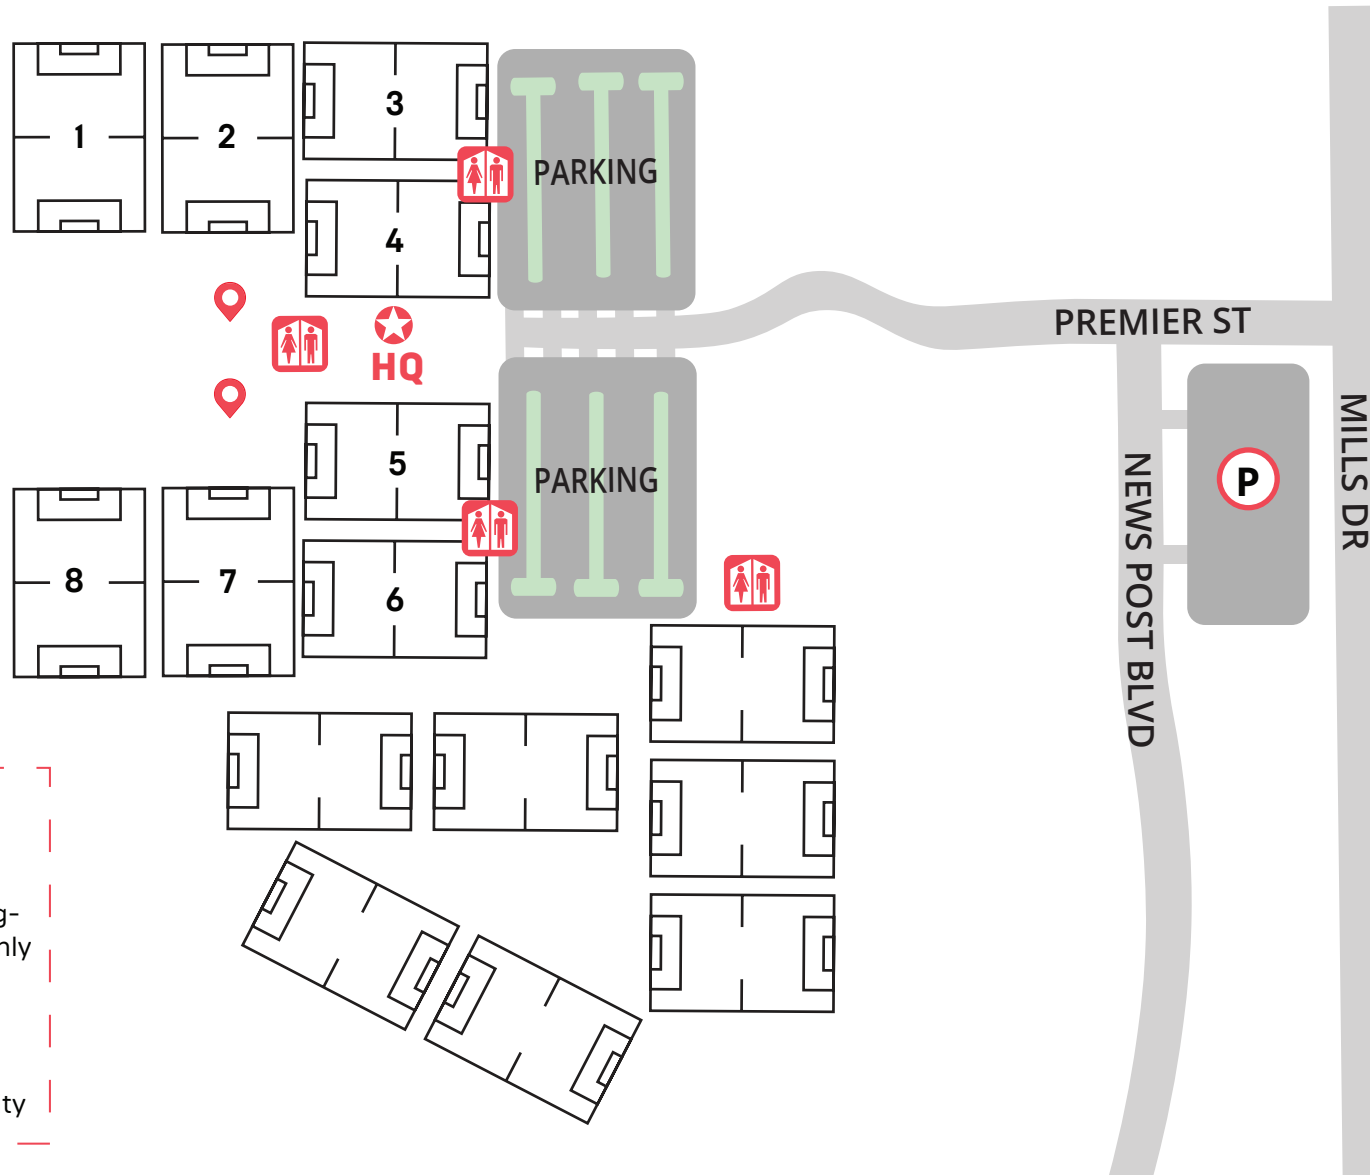 1
2
3
4
PARKING
HQ
PREMIER ST
5
PARKING
6
7
8
P
MILLS DR
NEWS POST BLVD
g-
nly
ty